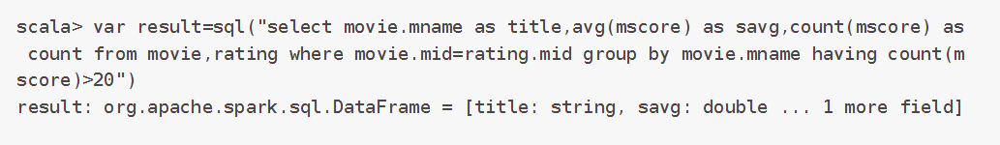 scala> var result=sql("select movie.mname as title,avg(mscore) as savg,count(mscore) as
 count from movie,rating where movie.mid=rating.mid group by movie.mname having count(m
score)>20")
result: org.apache.spark.sql.DataFrame = [title: string, savg: double ... 1 more field]